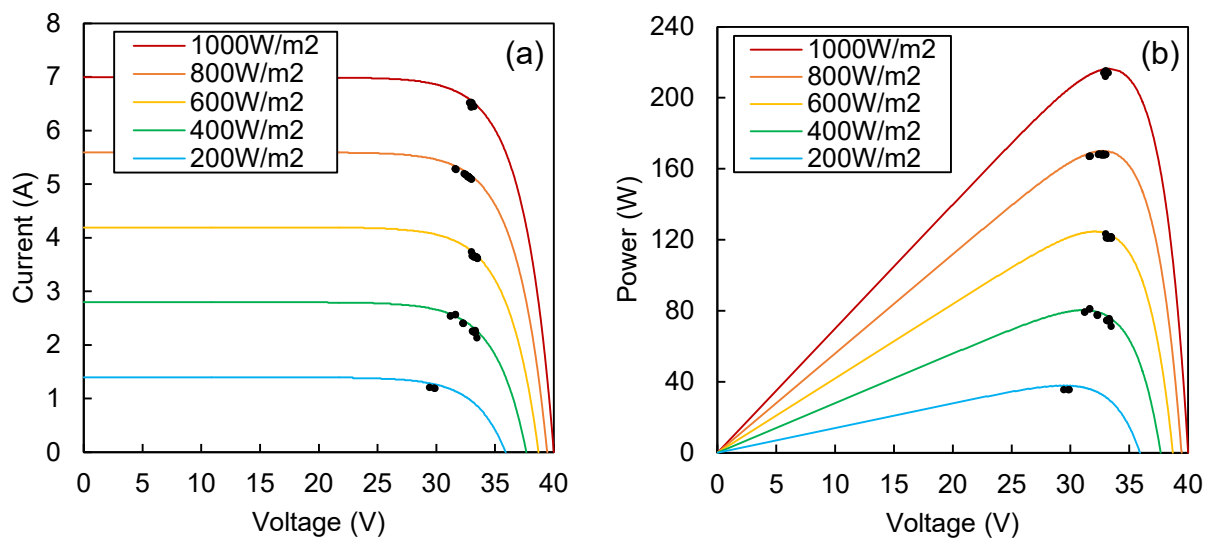 (a)
1000W/m2
800W/m2
600W/m2
400W/m2
200W/m2
8
7
6
5
4
3
2
1
0
Current (A)
0 5 10 15 20 25 30 35 40
Voltage (V)
(b)
1000W/m2
800W/m2
600W/m2
400W/m2
200W/m2
240
200
160
120
80
40
0
Power (W)
0 5 10 15 20 25 30 35 40
Voltage (V)